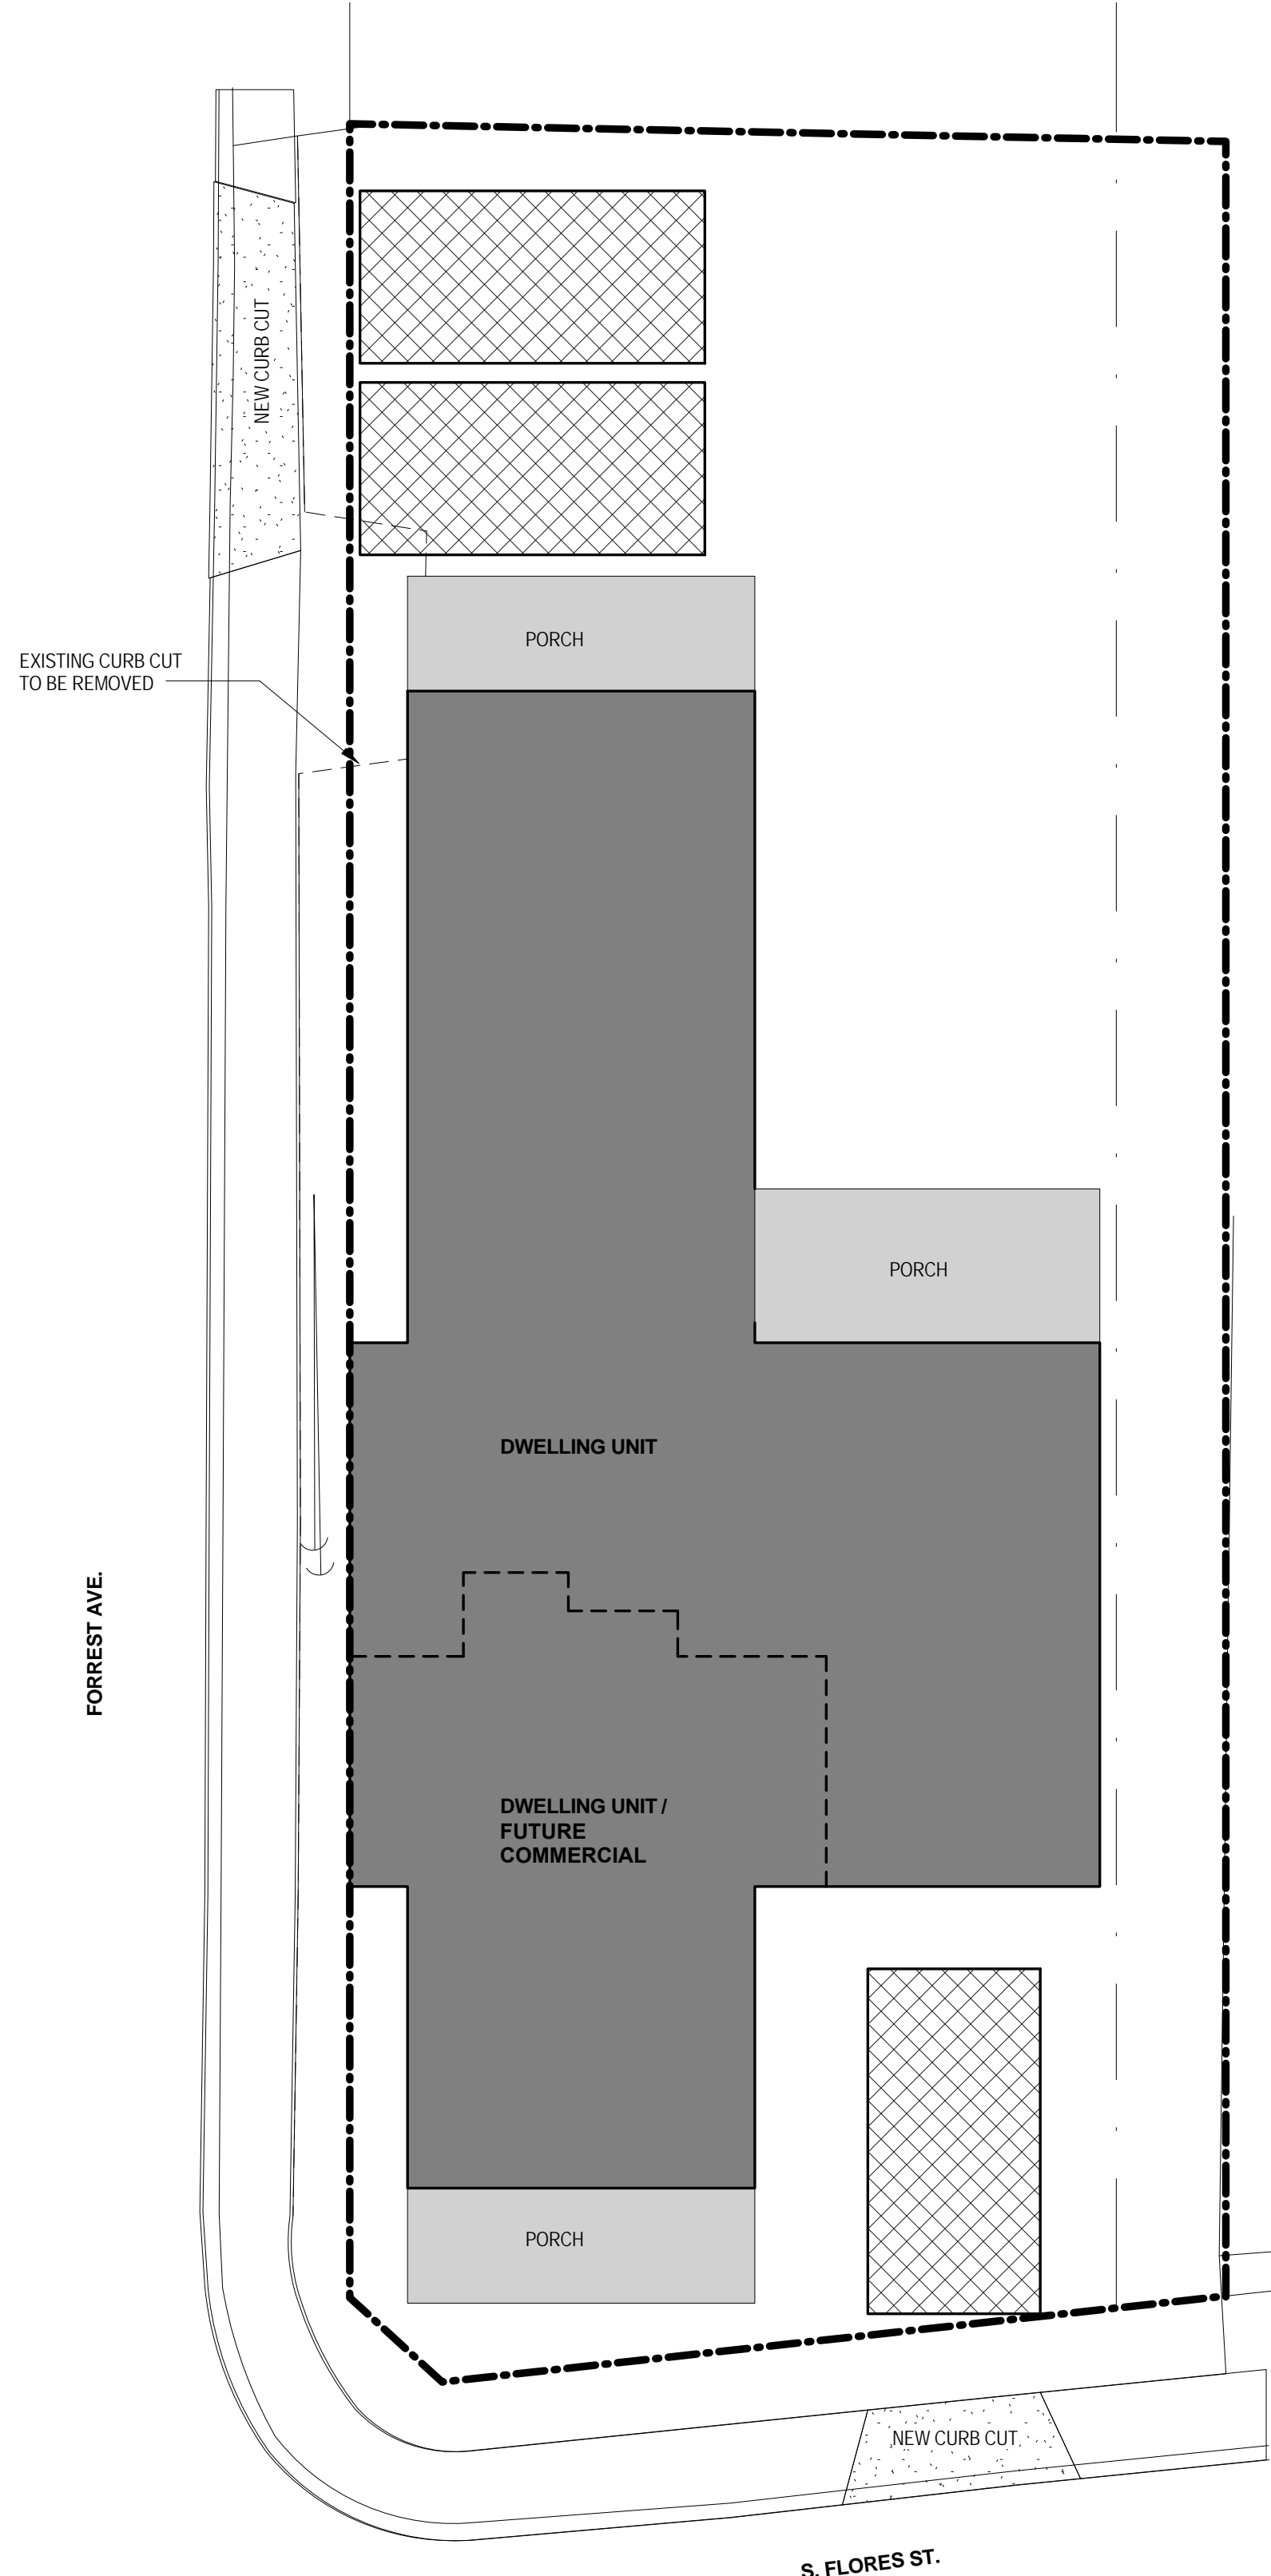 NEW CURB CUT
PORCH
EXISTING CURB CUT
TO BE REMOVED
PORCH
DWELLING UNIT
FORREST AVE.
DWELLING UNIT /
FUTURE
COMMERCIAL
PORCH
NEW CURB CUT
S. FLORES ST.